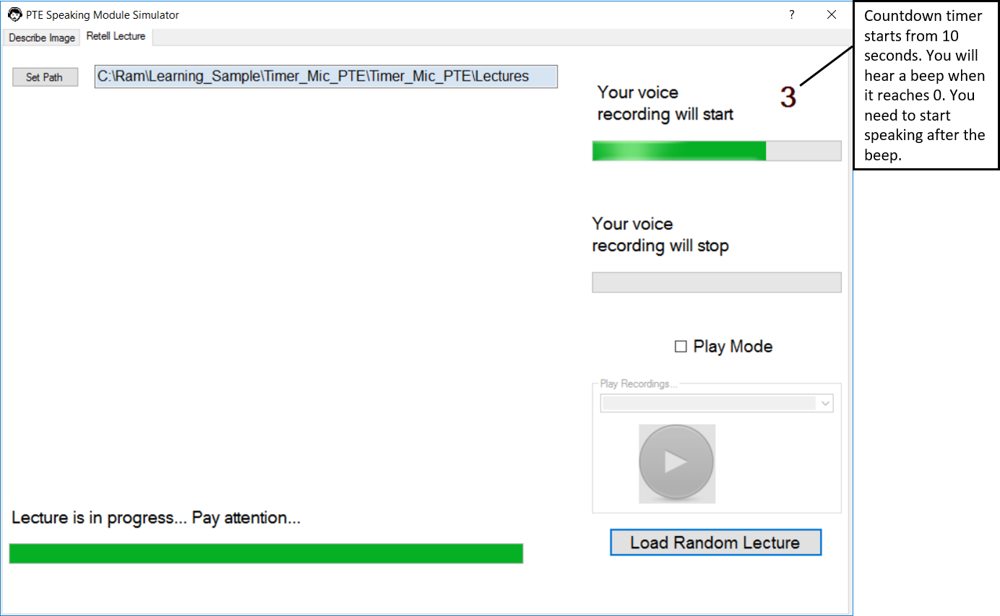 PTE Speaking Module Simulator
?
Describe Image
Retell Lecture
Set Path
C:\Ram\Learning_Sample\Timer_Mic_PTE\Timer_Mic_PTE\Lectures
Your voice
recording will start
3
Your voice
recording will stop
Play Mode
Play Recordings...
Lecture is in progress... Pay attention...
Load Random Lecture
Countdown timer
starts from 10
seconds. You will
hear a beep when
it reaches 0. You
need to start
speaking after the
beep.